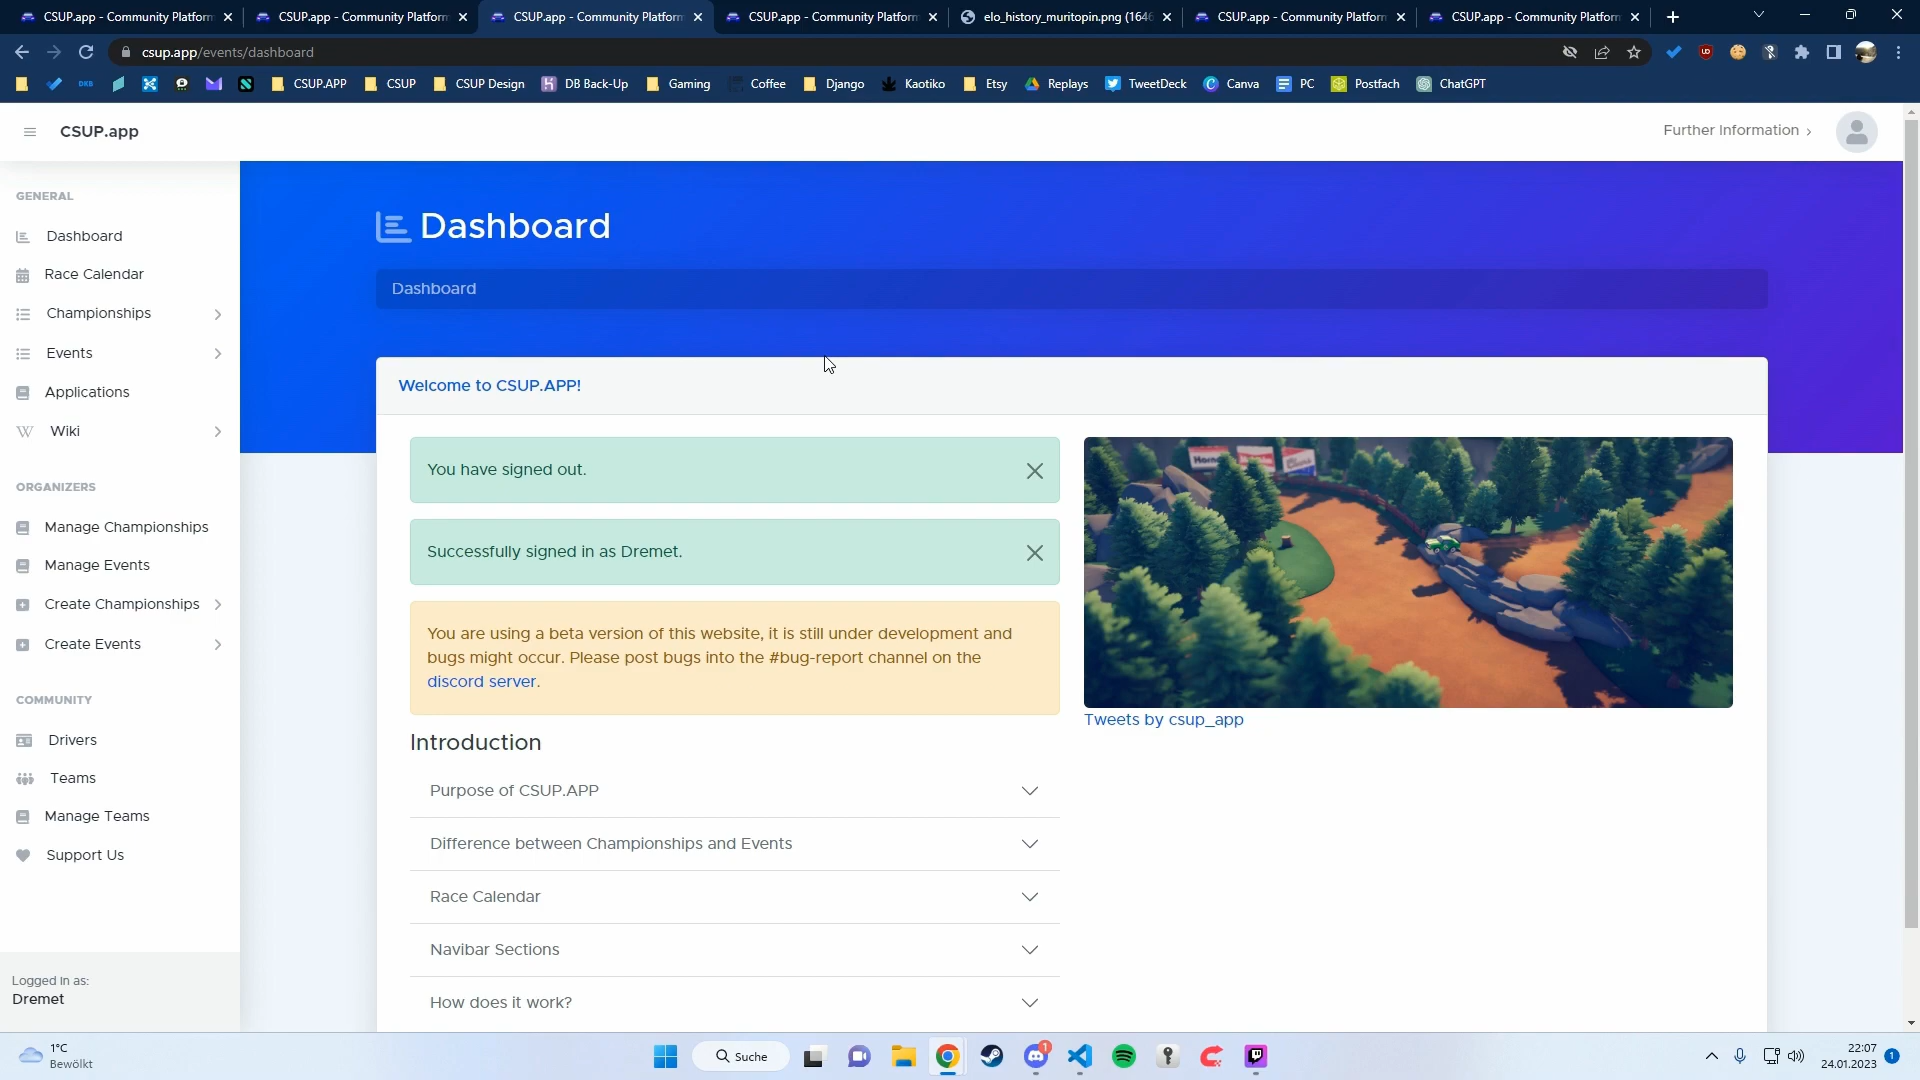 CSUP.app - Community Platform
CSUP.app - Community Platform
CSUP.app - Community Platform
CSUP.app - Community Platform
elo_history_muritopin.png (1646
CSUP.app - Community Platform
CSUP.app - Community Platform
csup.app/events/dashboard
DKB
CSUP.APP
CSUP
CSUP Design
DB Back-Up
Gaming
Coffee
Django
Kaotiko
Etsy
Replays
TweetDeck
Canva
PC
Postfach
ChatGPT
CSUP.app
Further Information
GENERAL
Dashboard
Race Calendar
Championships
Events
Applications
Wiki
ORGANIZERS
Manage Championships
Manage Events
Create Championships
Create Events
COMMUNITY
Drivers
Teams
Manage Teams
Support Us
Logged in as:
Dremet
Dashboard
Dashboard
Welcome to CSUP.APP!
You have signed out.
Successfully signed in as Dremet.
You are using a beta version of this website, it is still under development and
bugs might occur. Please post bugs into the #bug-report channel on the
discord server.
Introduction
Purpose of CSUP.APP
Difference between Championships and Events
Race Calendar
Navibar Sections
How does it work?
Tweets by csup_app
1°C
Bewölkt
Suche
1
22:07
24.01.2023
1